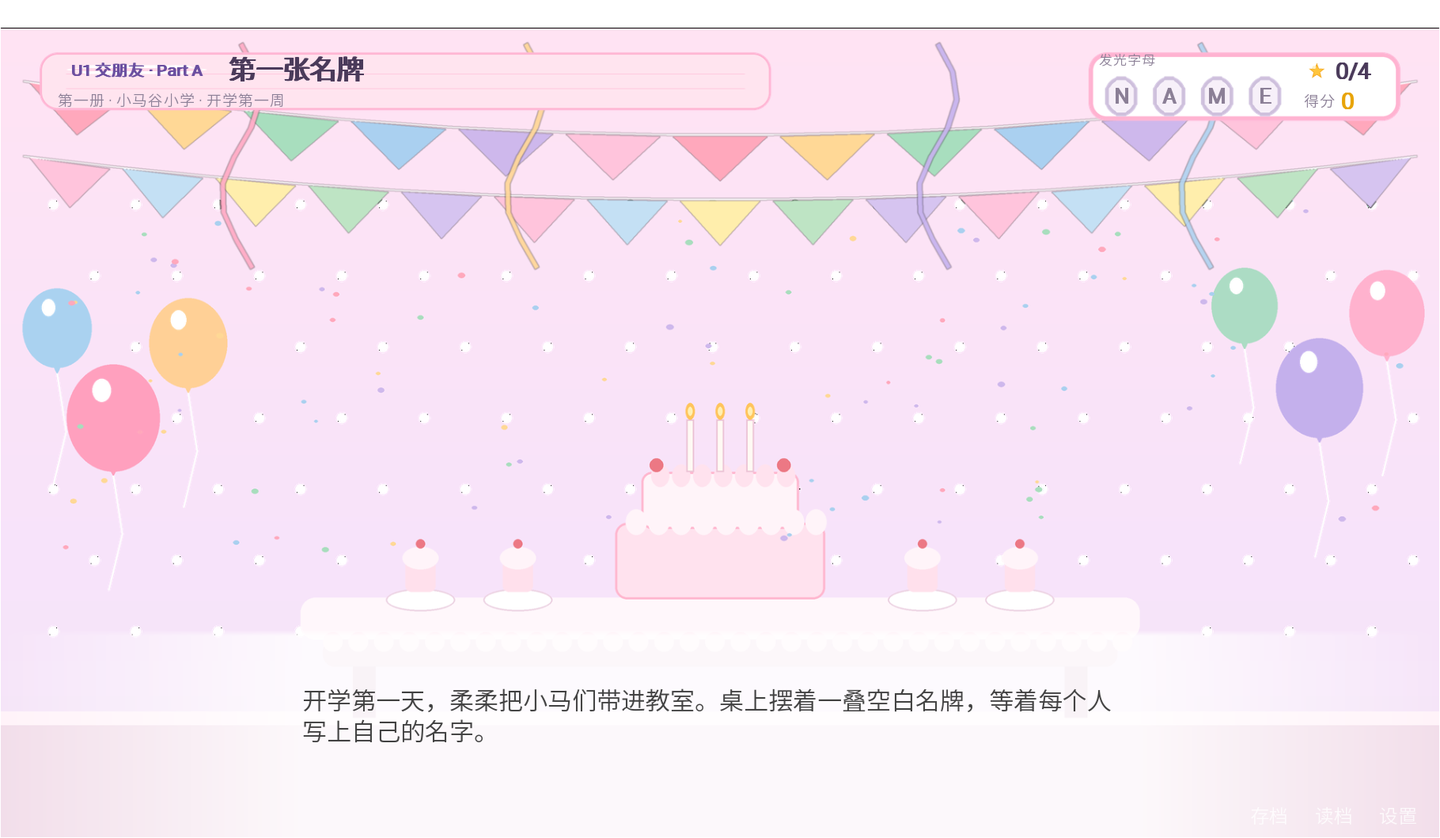 U1 交朋友 · Part A 第一张名牌
第一册 · 小马谷小学 · 开学第一周
发光字母
N A M E
0/4
得分 0
开学第一天，柔柔把小马们带进教室。桌上摆着一叠空白名牌，等着每个人
写上自己的名字。
存档 读档 设置